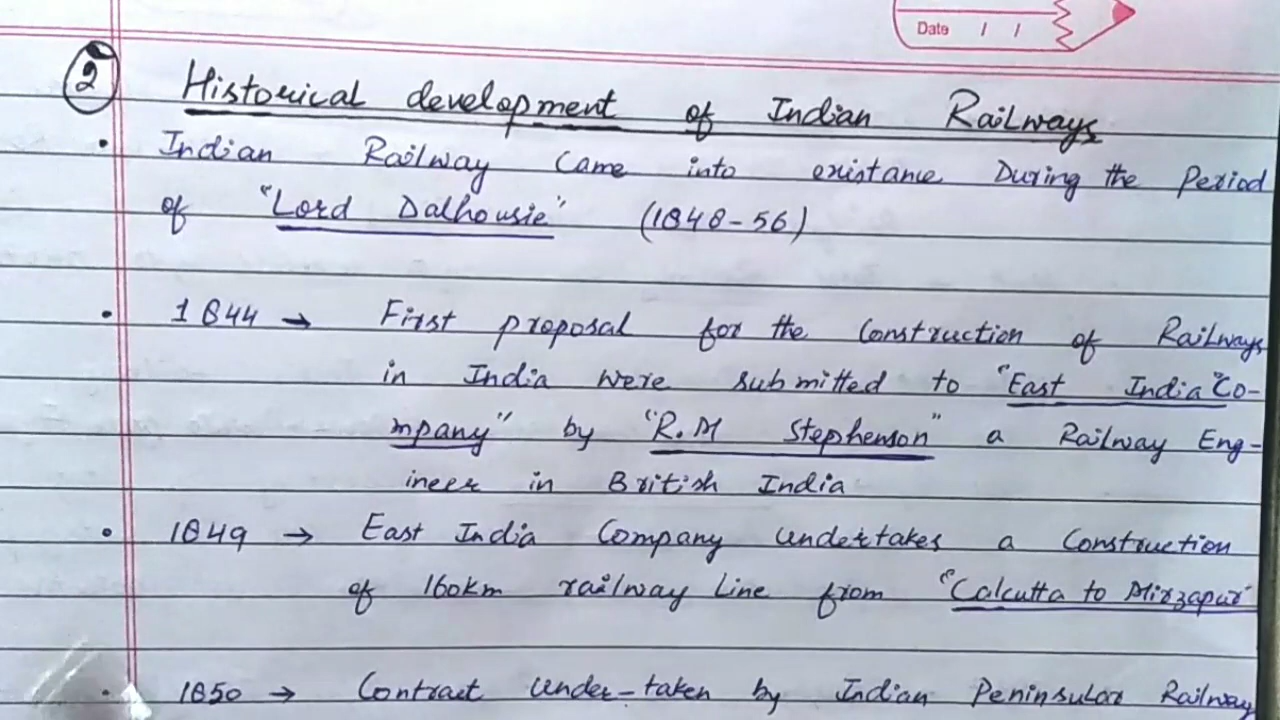 Date / /
2 Historical development of Indian Railways
• Indian Railway Came into existance During the Period
of "Lord Dalhousie" (1848-56)
• 1844 → First proposal for the Construction of Railways
in India were submitted to "East India "Co-
mpany" by "R.M Stephenson" a Railway Eng-
ineer in British India
• 1849 → East India Company undertakes a Construction
of 160km railway Line from "Calcutta to Mirzapur"
• 1850 → Contract under-taken by Indian Peninsular Railway